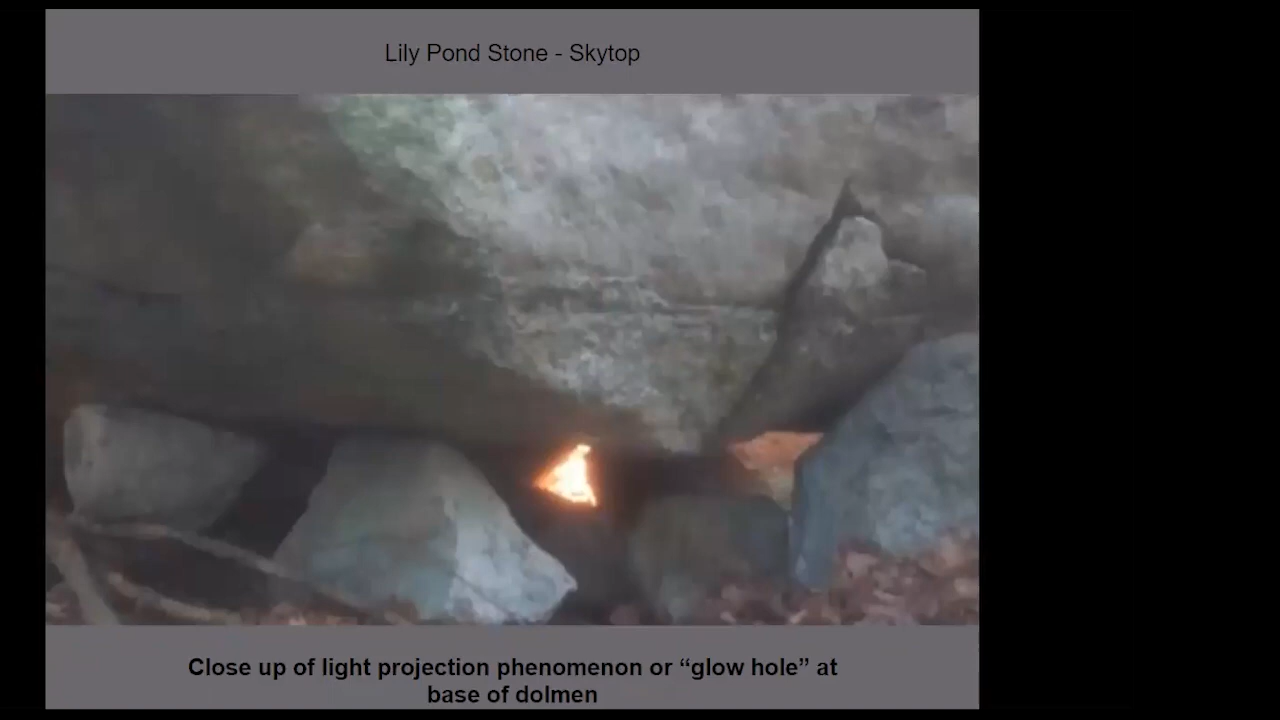 Lily Pond Stone - Skytop
Close up of light projection phenomenon or “glow hole” at
base of dolmen